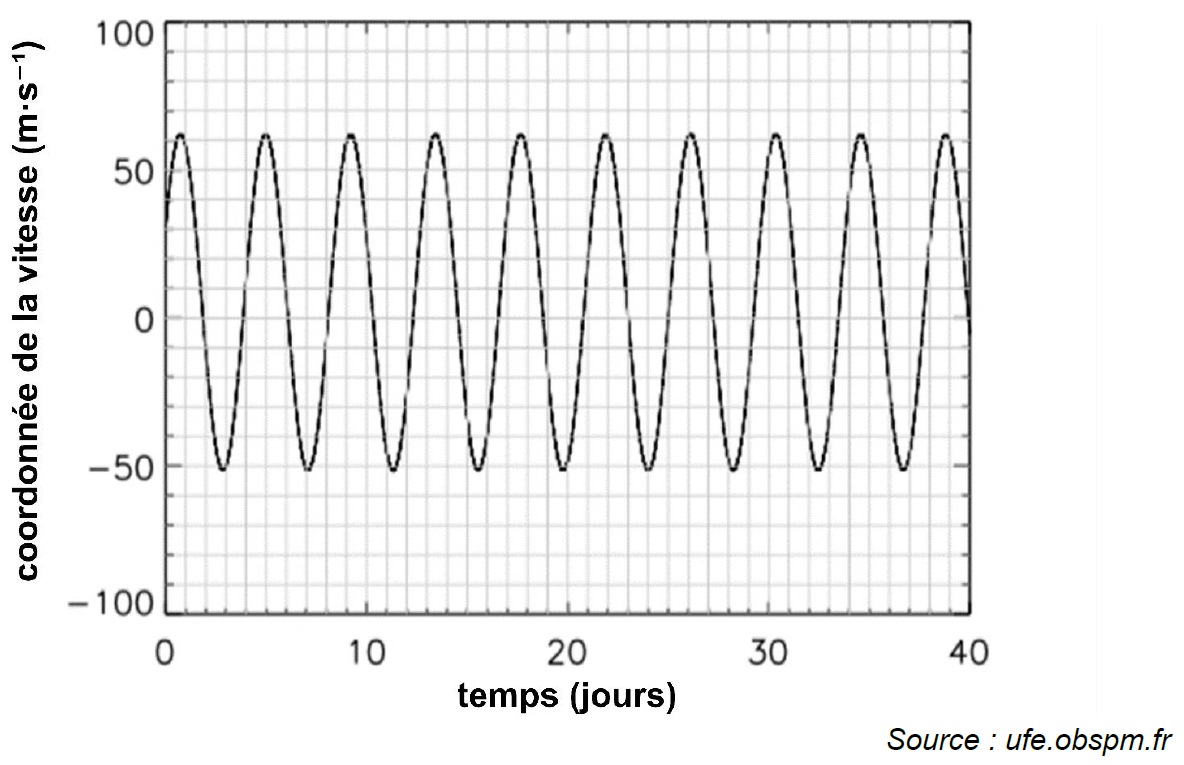 coordonnée de la vitesse (m·s⁻¹)
100
50
0
−50
−100
0 10 20 30 40
temps (jours)
Source : ufe.obspm.fr